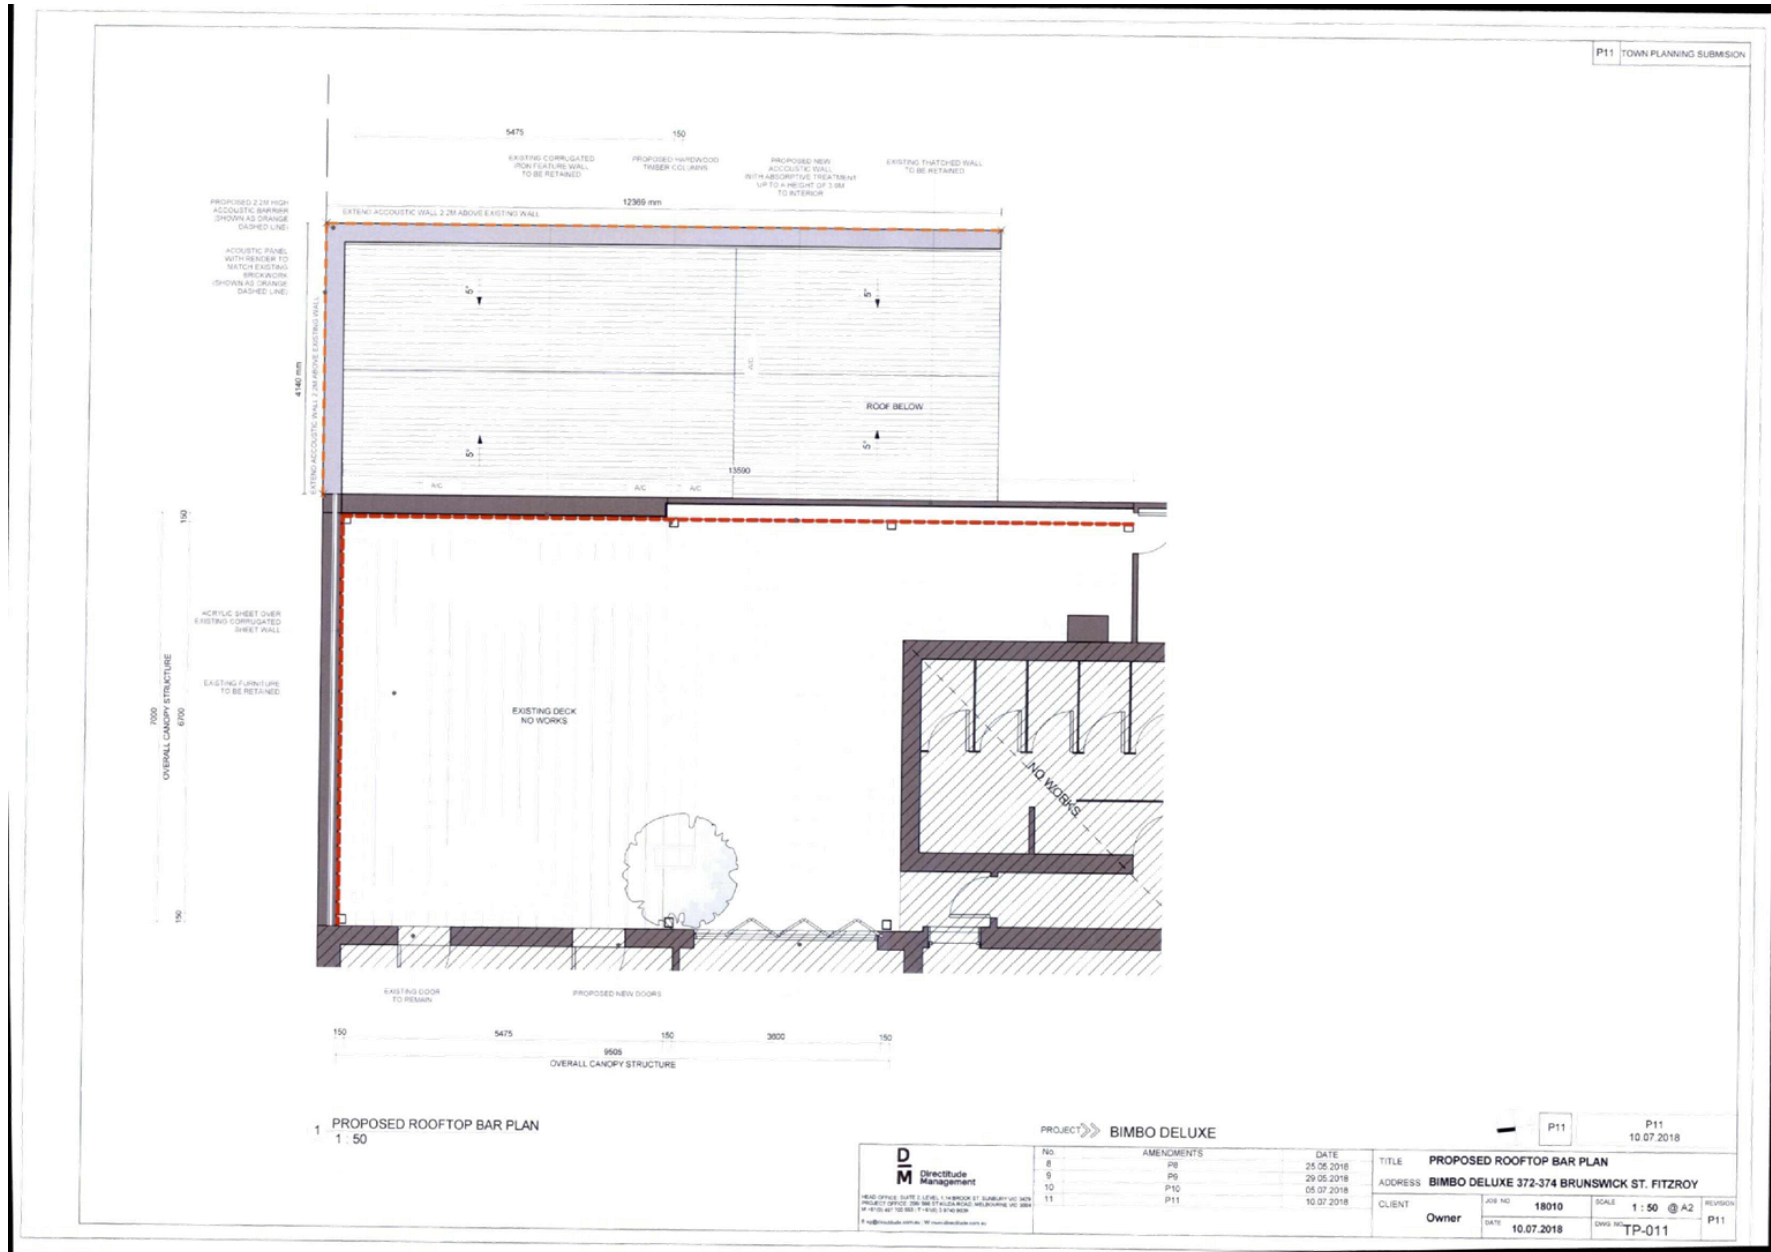 P11 TOWN PLANNING SUBMISION
5475
150
EXISTING CORRUGATED
IRON FEATURE WALL
TO BE RETAINED
PROPOSED HARDWOOD
TIMBER COLUMNS
PROPOSED NEW
ACCOUSTIC WALL
WITH ABSORPTIVE TREATMENT
UP TO A HEIGHT OF 3.9M
TO INTERIOR
EXISTING THATCHED WALL
TO BE RETAINED
PROPOSED 2.2M HIGH
ACCOUSTIC BARRIER
(SHOWN AS ORANGE
DASHED LINE)
EXTEND ACCOUSTIC WALL 2.2M ABOVE EXISTING WALL
12369 mm
ACOUSTIC PANEL
WITH RENDER TO
MATCH EXISTING
BRICKWORK
(SHOWN AS ORANGE
DASHED LINE)
EXTEND ACCOUSTIC WALL 2.2M ABOVE EXISTING WALL
4140 mm
5°
5°
A/C
ROOF BELOW
5°
5°
13590
A/C
A/C
A/C
150
ACRYLIC SHEET OVER
EXISTING CORRUGATED
SHEET WALL
EXISTING FURNITURE
TO BE RETAINED
7000
OVERALL CANOPY STRUCTURE
6700
150
EXISTING DECK
NO WORKS
NO WORKS
EXISTING DOOR
TO REMAIN
PROPOSED NEW DOORS
150
5475
150
3600
150
9505
OVERALL CANOPY STRUCTURE
1 PROPOSED ROOFTOP BAR PLAN
1 : 50
PROJECT BIMBO DELUXE
P11
P11
10.07.2018
D
M Directitude
Management
No. AMENDMENTS DATE
8 P8 25.05.2018
9 P9 29.05.2018
10 P10 05.07.2018
11 P11 10.07.2018
TITLE PROPOSED ROOFTOP BAR PLAN
ADDRESS BIMBO DELUXE 372-374 BRUNSWICK ST. FITZROY
CLIENT Owner
JOB NO 18010
SCALE 1 : 50 @ A2
REVISION P11
DATE 10.07.2018
DWG. NO TP-011